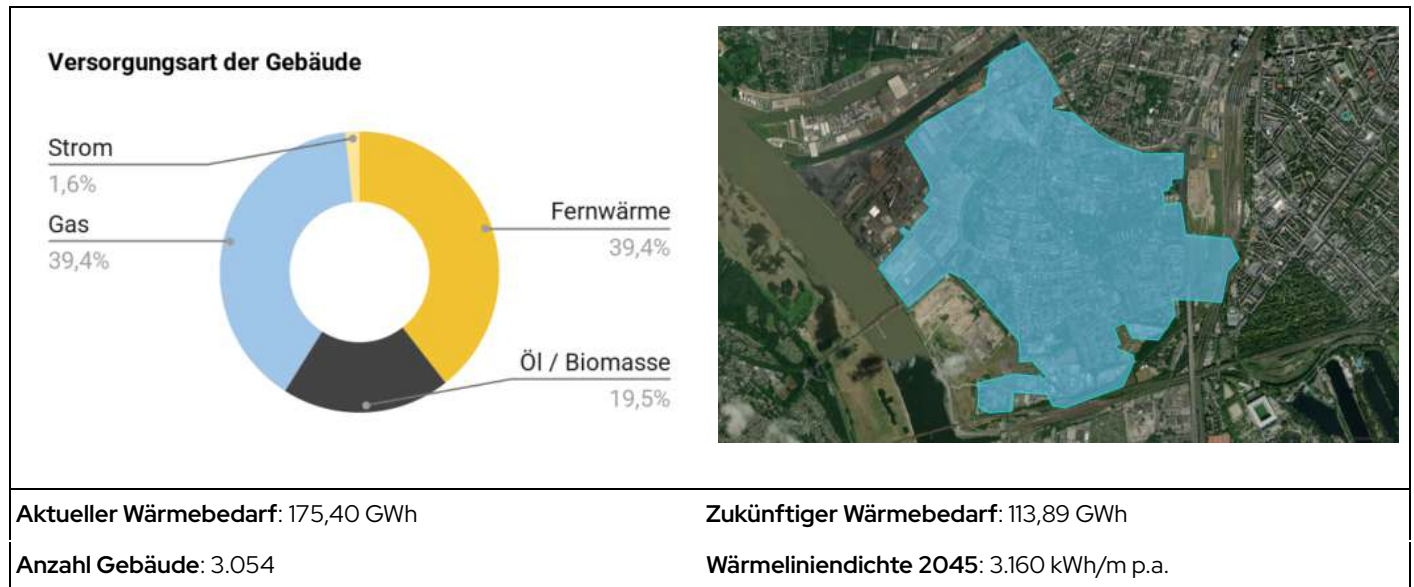 Versorgungsart der Gebäude
Strom
1,6%
Gas
39,4%
Fernwärme
39,4%
Öl / Biomasse
19,5%
Aktueller Wärmebedarf: 175,40 GWh
Zukünftiger Wärmebedarf: 113,89 GWh
Anzahl Gebäude: 3.054
Wärmeliniendichte 2045: 3.160 kWh/m p.a.